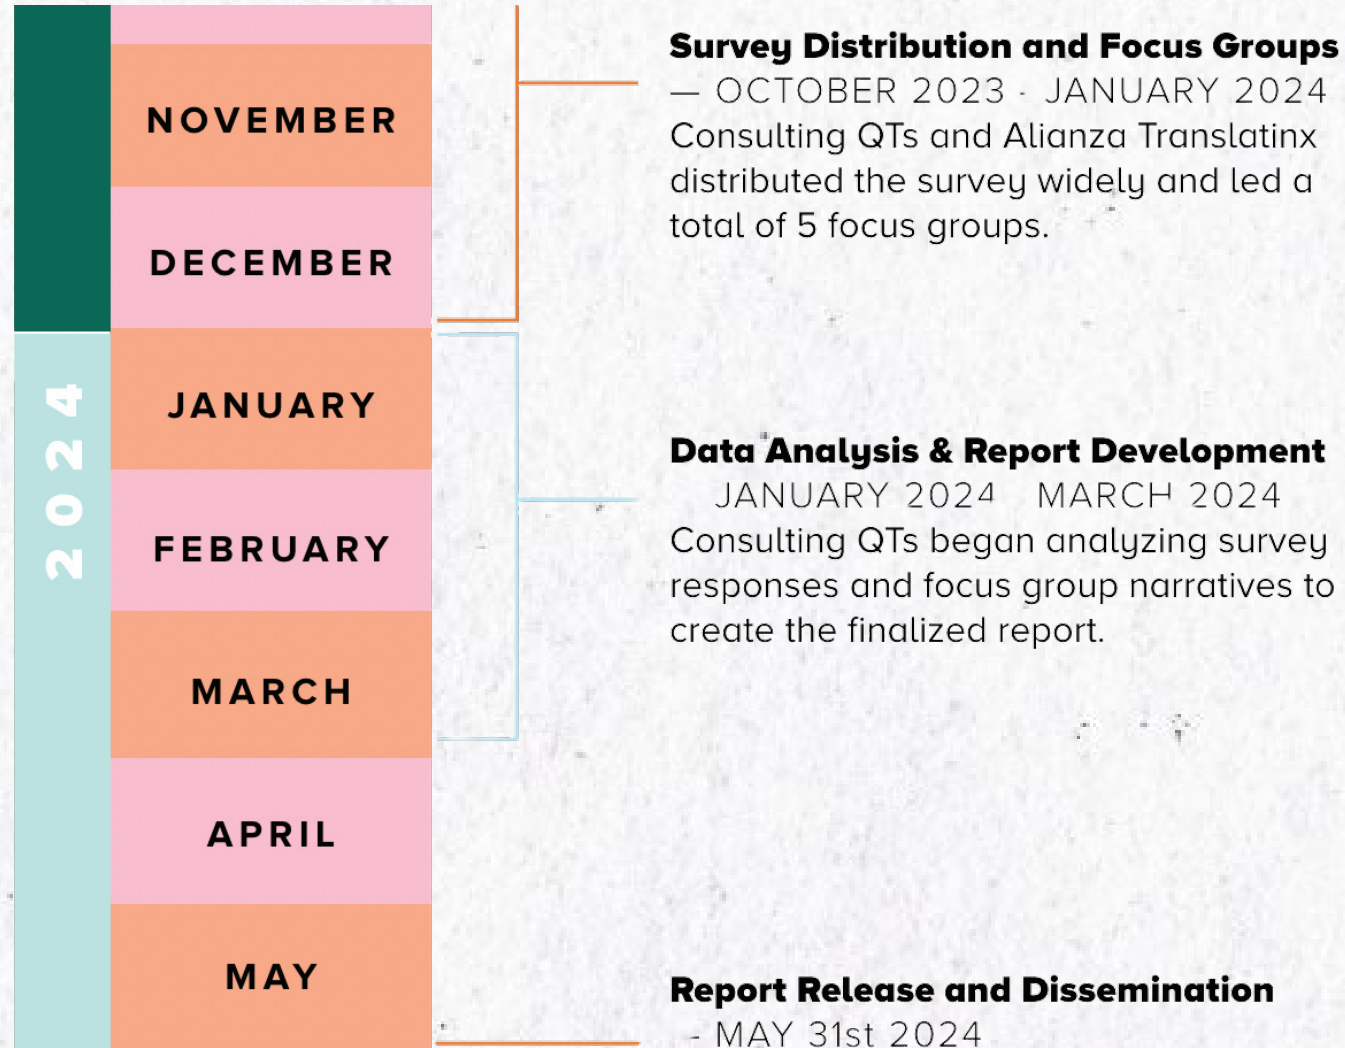 NOVEMBER
DECEMBER
2024
JANUARY
FEBRUARY
MARCH
APRIL
MAY
Survey Distribution and Focus Groups
— OCTOBER 2023 - JANUARY 2024
Consulting QTs and Alianza Translatinx
distributed the survey widely and led a
total of 5 focus groups.
Data Analysis & Report Development
JANUARY 2024 MARCH 2024
Consulting QTs began analyzing survey
responses and focus group narratives to
create the finalized report.
Report Release and Dissemination
- MAY 31st 2024